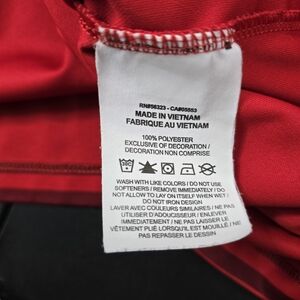 RN#56323 - CA#05553
MADE IN VIETNAM
FABRIQUE AU VIETNAM
100% POLYESTER
EXCLUSIVE OF DECORATION /
DECORATION NON COMPRISE
WASH WITH LIKE COLORS / DO NOT USE
SOFTENERS / REMOVE IMMEDIATELY / DO
NOT ALLOW TO LAY ON ITSELF WHEN WET / DO
NOT IRON DESIGN
LAVER AVEC COULEURS SIMILAIRES / NE PAS
UTILISER D'ADOUCISSEUR / ENLEVER
IMMÉDIATEMENT / NE PAS LAISSER LE
VÊTEMENT PLIÉ LORSQU'IL EST MOUILLÉ / NE
PAS REPASSER LE DESSIN